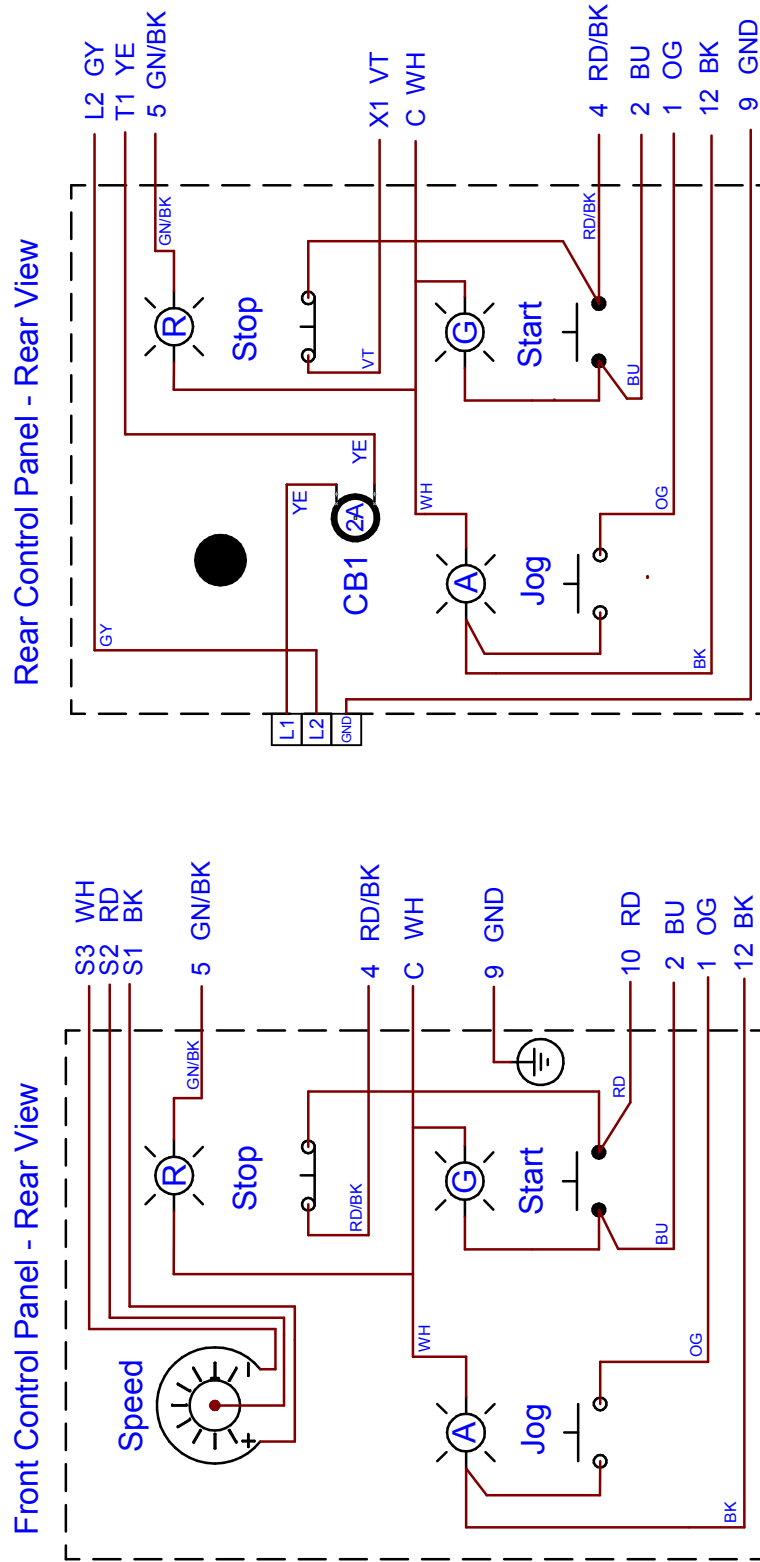 Rear Control Panel - Rear View
L2 GY
T1 YE
5 GN/BK
X1 VT
C WH
4 RD/BK
2 BU
1 OG
12 BK
9 GND
GN/BK
R
Stop
VT
G
Start
RD/BK
BU
YE
YE
2A
CB1
WH
A
Jog
OG
BK
GY
L1
L2
GND
Front Control Panel - Rear View
S3 WH
S2 RD
S1 BK
5 GN/BK
4 RD/BK
C WH
9 GND
10 RD
2 BU
1 OG
12 BK
GN/BK
R
Stop
RD/BK
G
Start
RD
BU
Speed
+
−
WH
A
Jog
OG
BK